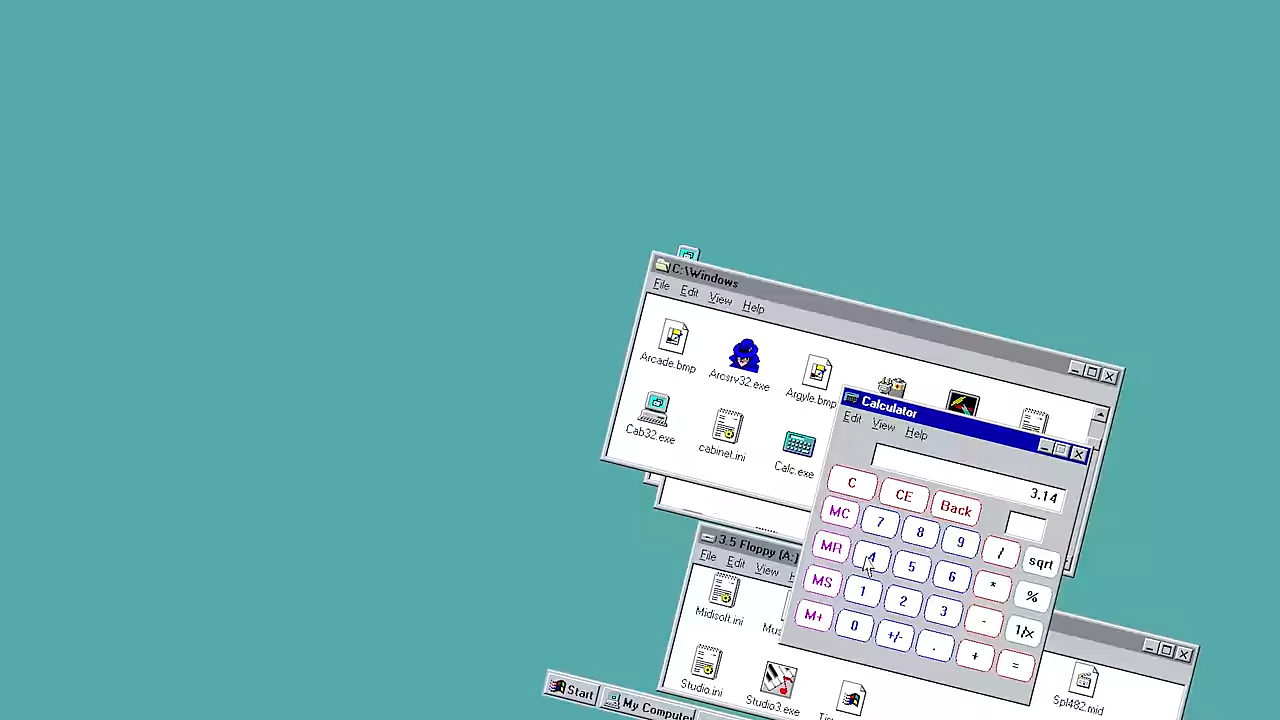 C:\Windows
File Edit View Help
Arcade.bmp
Arcsrv32.exe
Argyle.bmp
Cab32.exe
cabinet.ini
Calc.exe
Calculator
Edit View Help
3.14
C CE Back
MC 7 8 9 / sqrt
MR 4 5 6 * %
MS 1 2 3 - 1/x
M+ 0 +/- . + =
3.5 Floppy [A:]
File Edit View
Midisoft.ini
Studio.ini
Studio3.exe
Spl482.mid
Start
My Computer